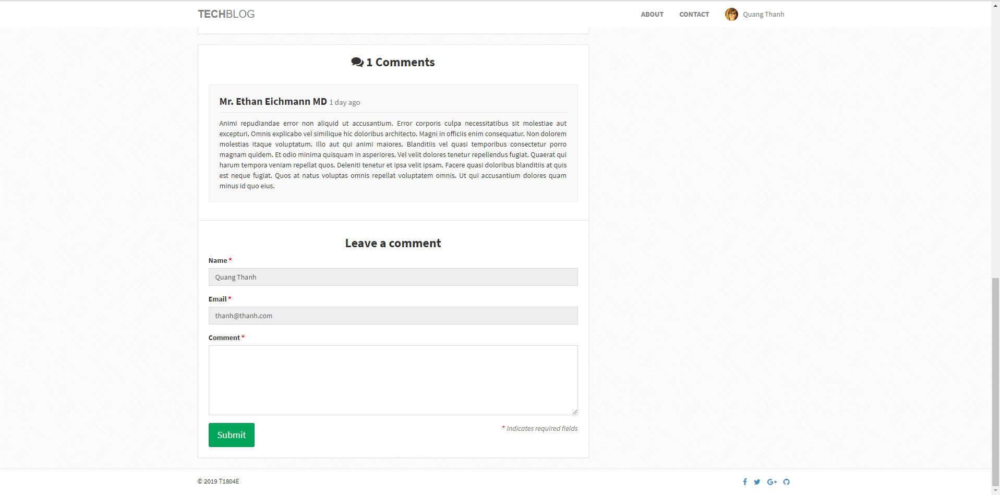 TECHBLOG
ABOUT CONTACT Quang Thanh
1 Comments
Mr. Ethan Eichmann MD 1 day ago
Animi repudiandae error non aliquid ut accusantium. Error corporis culpa necessitatibus sit molestiae aut
excepturi. Omnis explicabo vel similique hic doloribus architecto. Magni in officiis enim consequatur. Non dolorem
molestias itaque voluptatum. Illo aut qui animi maiores. Blanditiis vel quasi temporibus consectetur porro
magnam quidem. Et odio minima quisquam in asperiores. Vel velit dolores tenetur repellendus fugiat. Quaerat qui
harum tempora veniam repellat quos. Deleniti tenetur et ipsa velit ipsam. Facere quasi doloribus blanditiis at quis
est neque fugiat. Quos at natus voluptas omnis repellat voluptatem omnis. Ut qui accusantium dolores quam
minus id quo eius.
Leave a comment
Name *
Quang Thanh
Email *
thanh@thanh.com
Comment *
Submit
* Indicates required fields
© 2019 T1804E